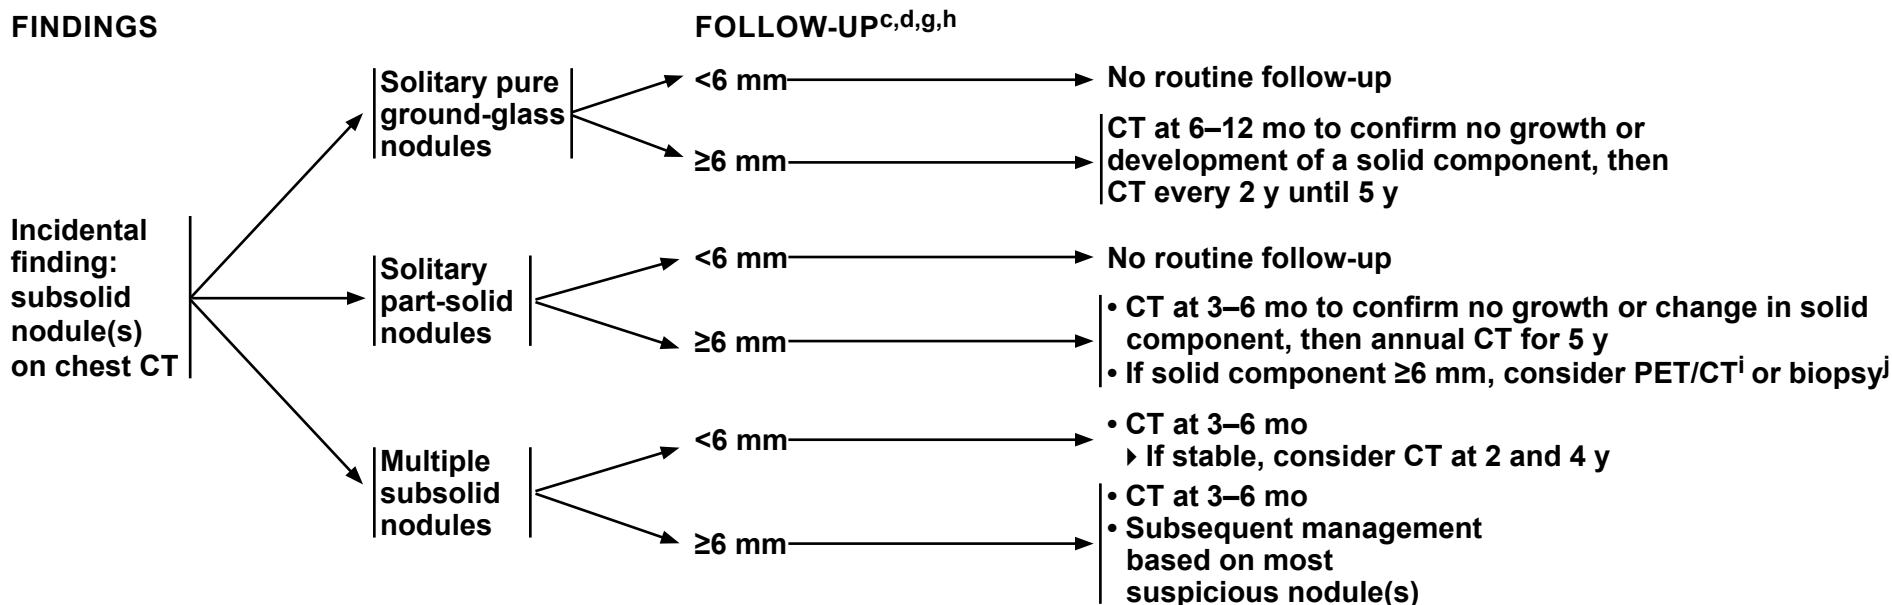 FINDINGS
FOLLOW-UPc,d,g,h
Incidental
finding:
subsolid
nodule(s)
on chest CT
Solitary pure
ground-glass
nodules
<6 mm
No routine follow-up
≥6 mm
CT at 6–12 mo to confirm no growth or
development of a solid component, then
CT every 2 y until 5 y
Solitary
part-solid
nodules
<6 mm
No routine follow-up
≥6 mm
• CT at 3–6 mo to confirm no growth or change in solid
component, then annual CT for 5 y
• If solid component ≥6 mm, consider PET/CTi or biopsyj
Multiple
subsolid
nodules
<6 mm
• CT at 3–6 mo
▸ If stable, consider CT at 2 and 4 y
≥6 mm
• CT at 3–6 mo
• Subsequent management
based on most
suspicious nodule(s)